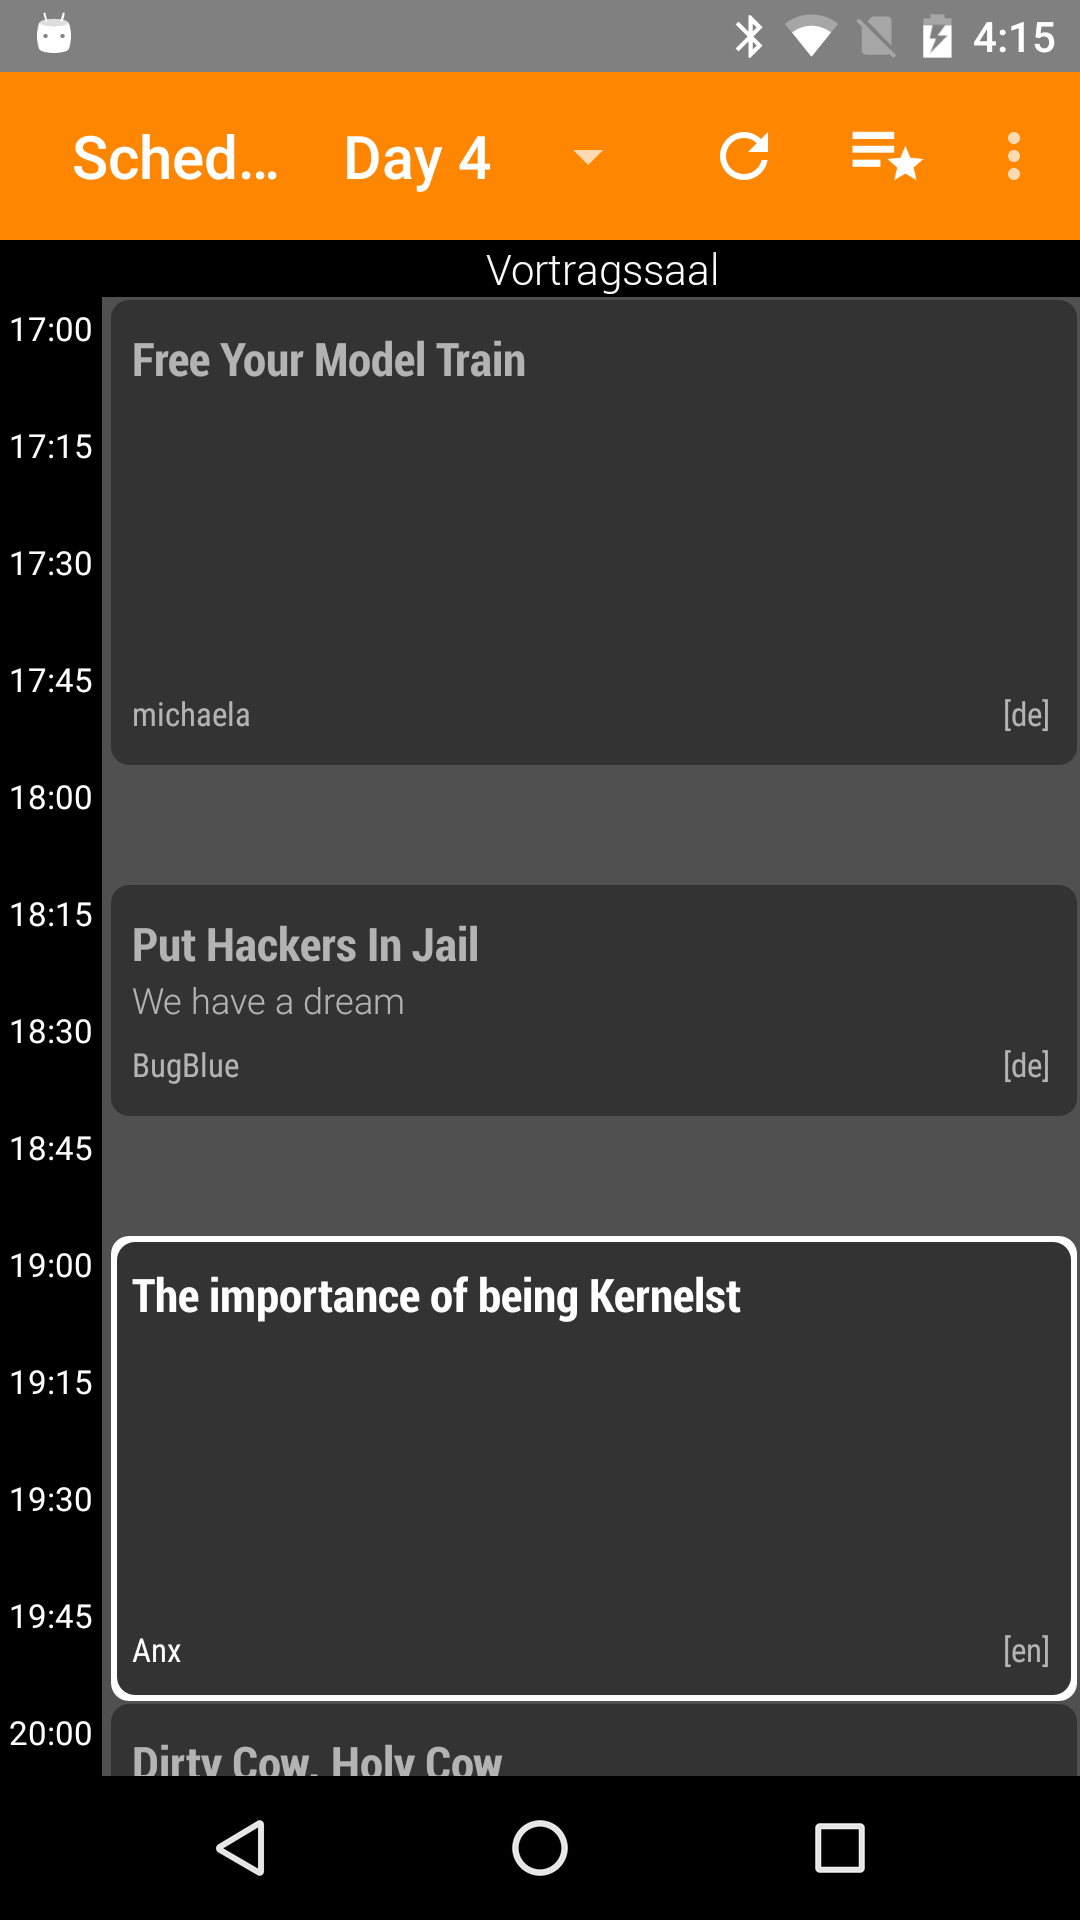 4:15
Sched... Day 4
Vortragssaal
17:00
Free Your Model Train
17:15
17:30
17:45
michaela [de]
18:00
18:15
Put Hackers In Jail
We have a dream
18:30
BugBlue [de]
18:45
19:00
The importance of being Kernelst
19:15
19:30
19:45
Anx [en]
20:00
Dirty Cow, Holy Cow